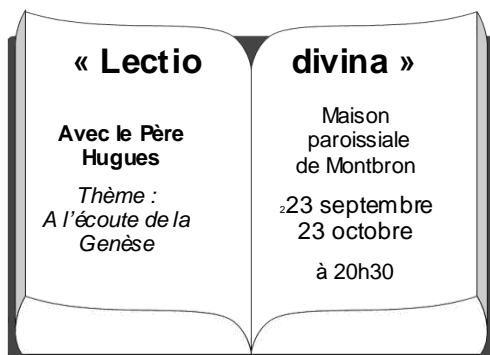 « Lectio divina »
Avec le Père
Hugues
Thème :
A l’écoute de la
Genèse
Maison
paroissiale
de Montbron
223 septembre
23 octobre
à 20h30